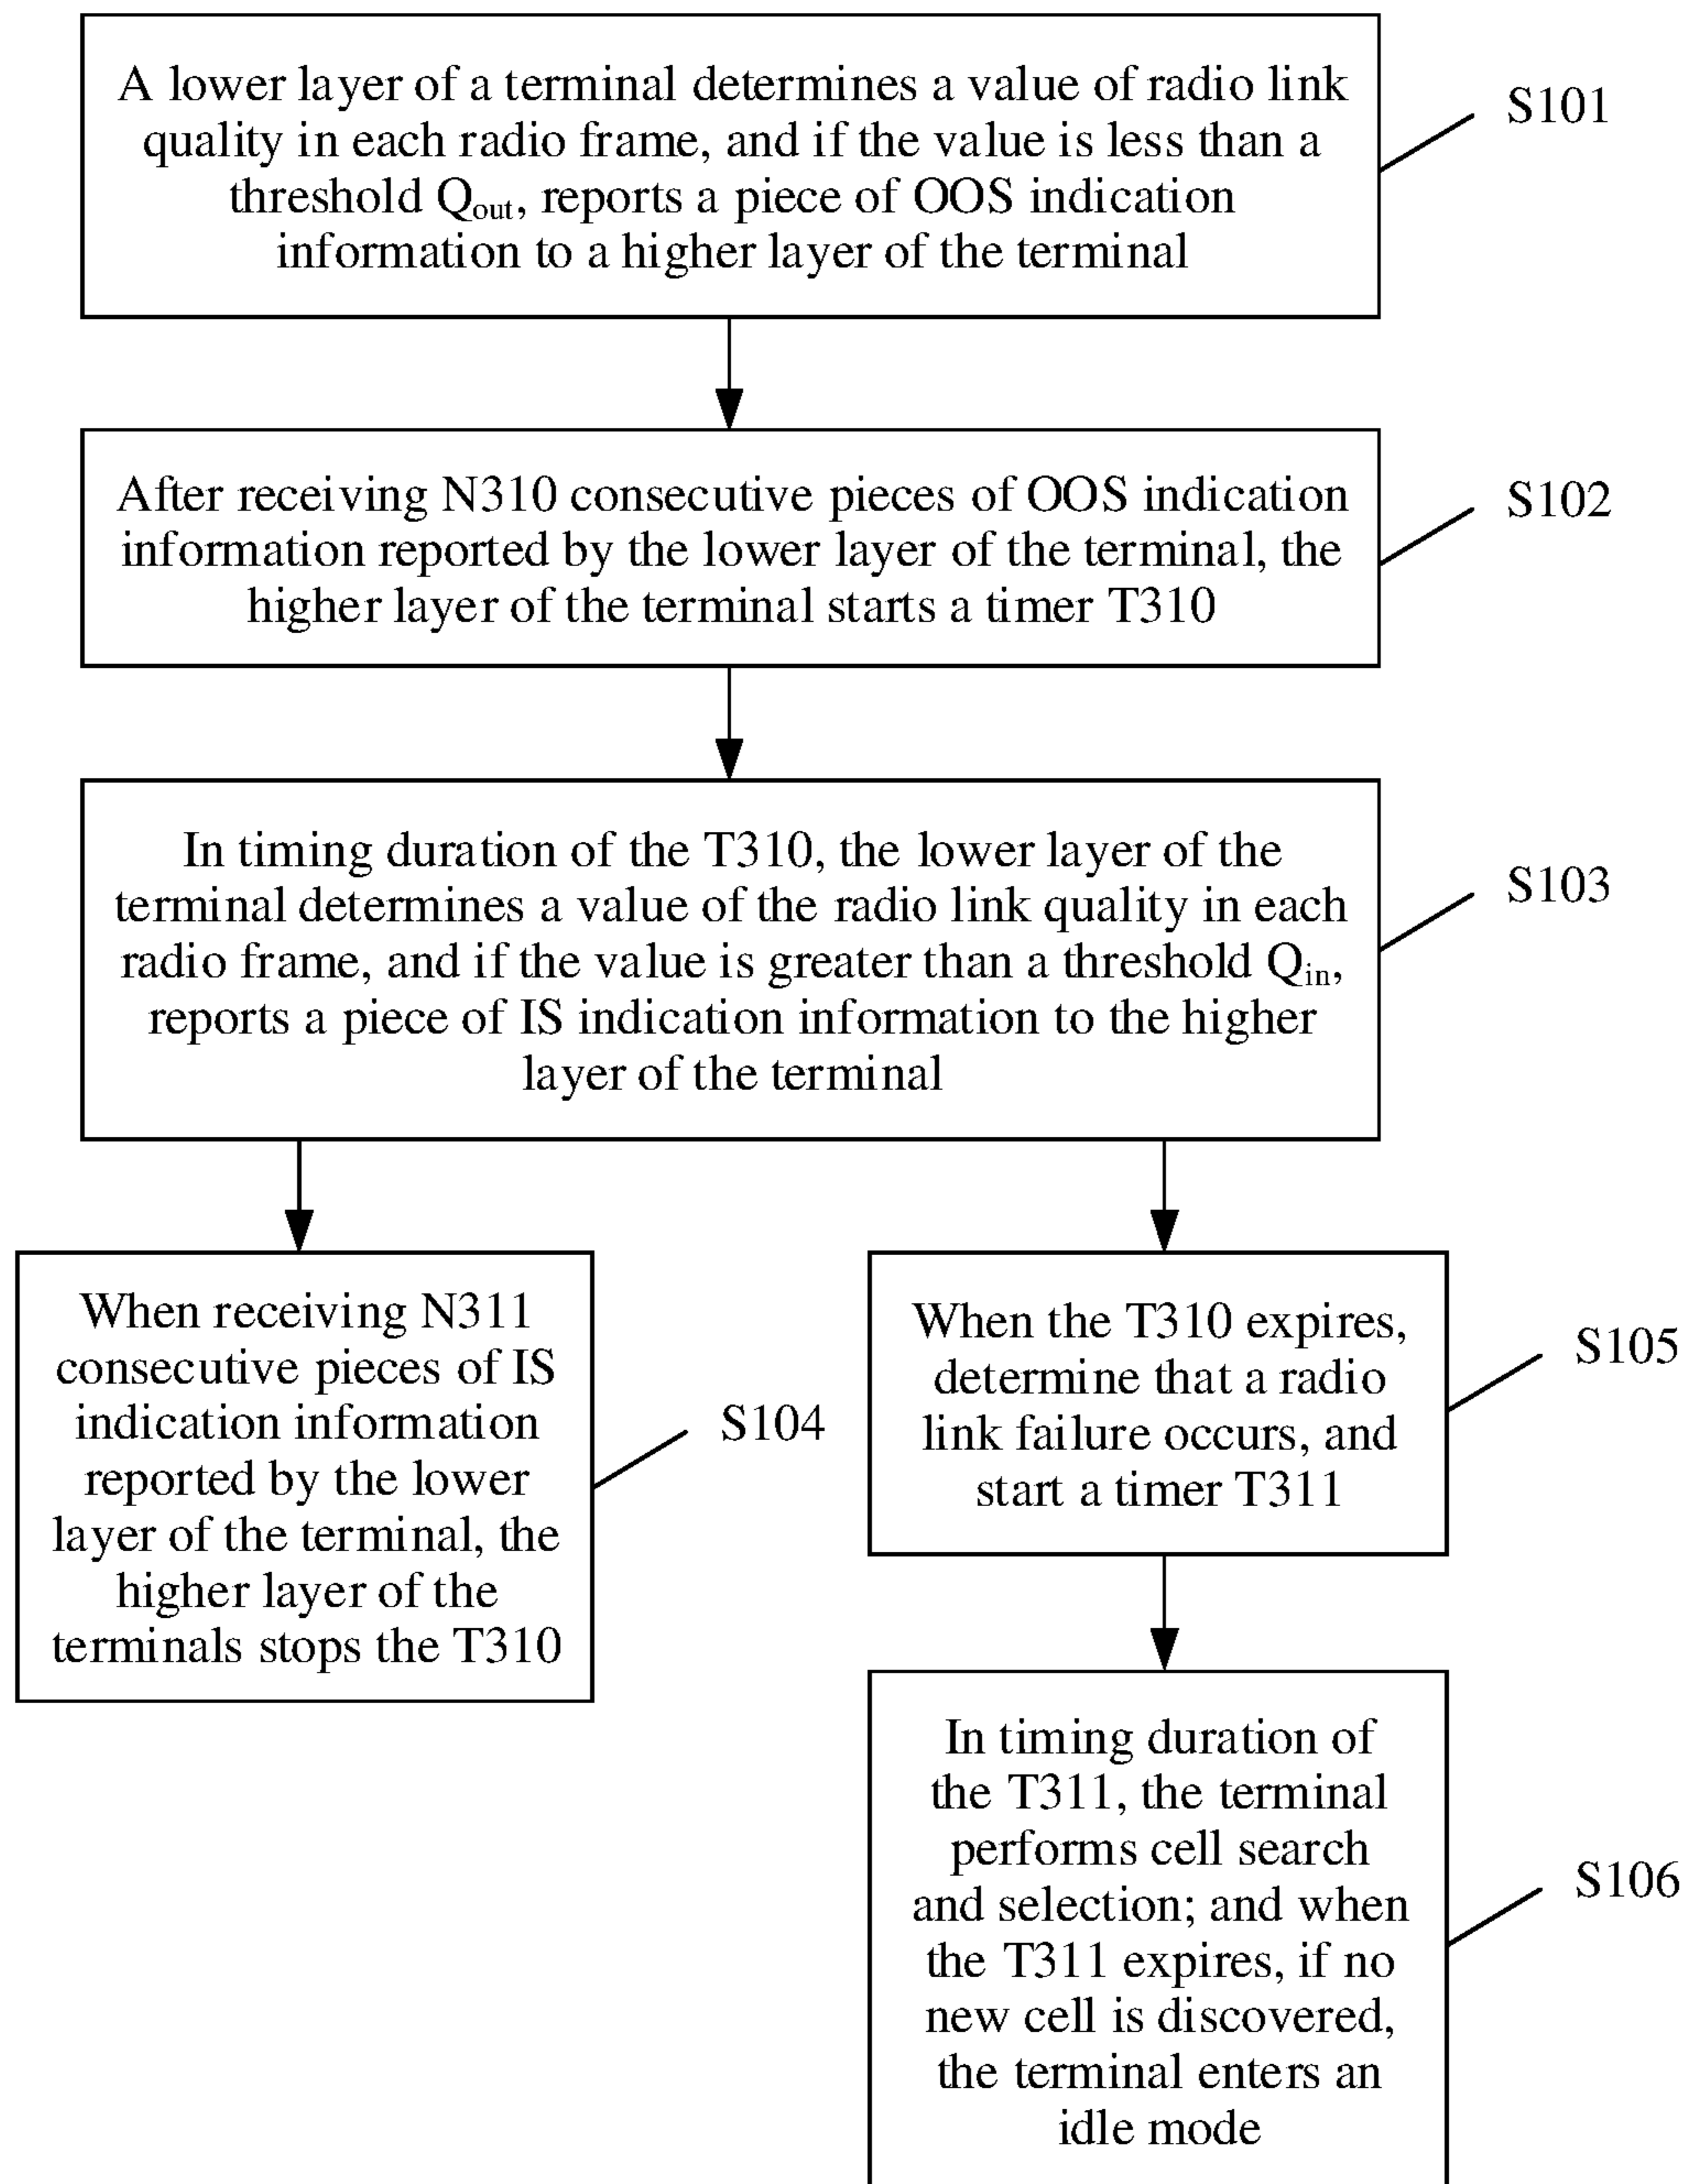 A lower layer of a terminal determines a value of radio link
quality in each radio frame, and if the value is less than a
threshold Qout, reports a piece of OOS indication
information to a higher layer of the terminal
S101
After receiving N310 consecutive pieces of OOS indication
information reported by the lower layer of the terminal, the
higher layer of the terminal starts a timer T310
S102
In timing duration of the T310, the lower layer of the
terminal determines a value of the radio link quality in each
radio frame, and if the value is greater than a threshold Qin,
reports a piece of IS indication information to the higher
layer of the terminal
S103
When receiving N311
consecutive pieces of IS
indication information
reported by the lower
layer of the terminal, the
higher layer of the
terminals stops the T310
S104
When the T310 expires,
determine that a radio
link failure occurs, and
start a timer T311
S105
In timing duration of
the T311, the terminal
performs cell search
and selection; and when
the T311 expires, if no
new cell is discovered,
the terminal enters an
idle mode
S106